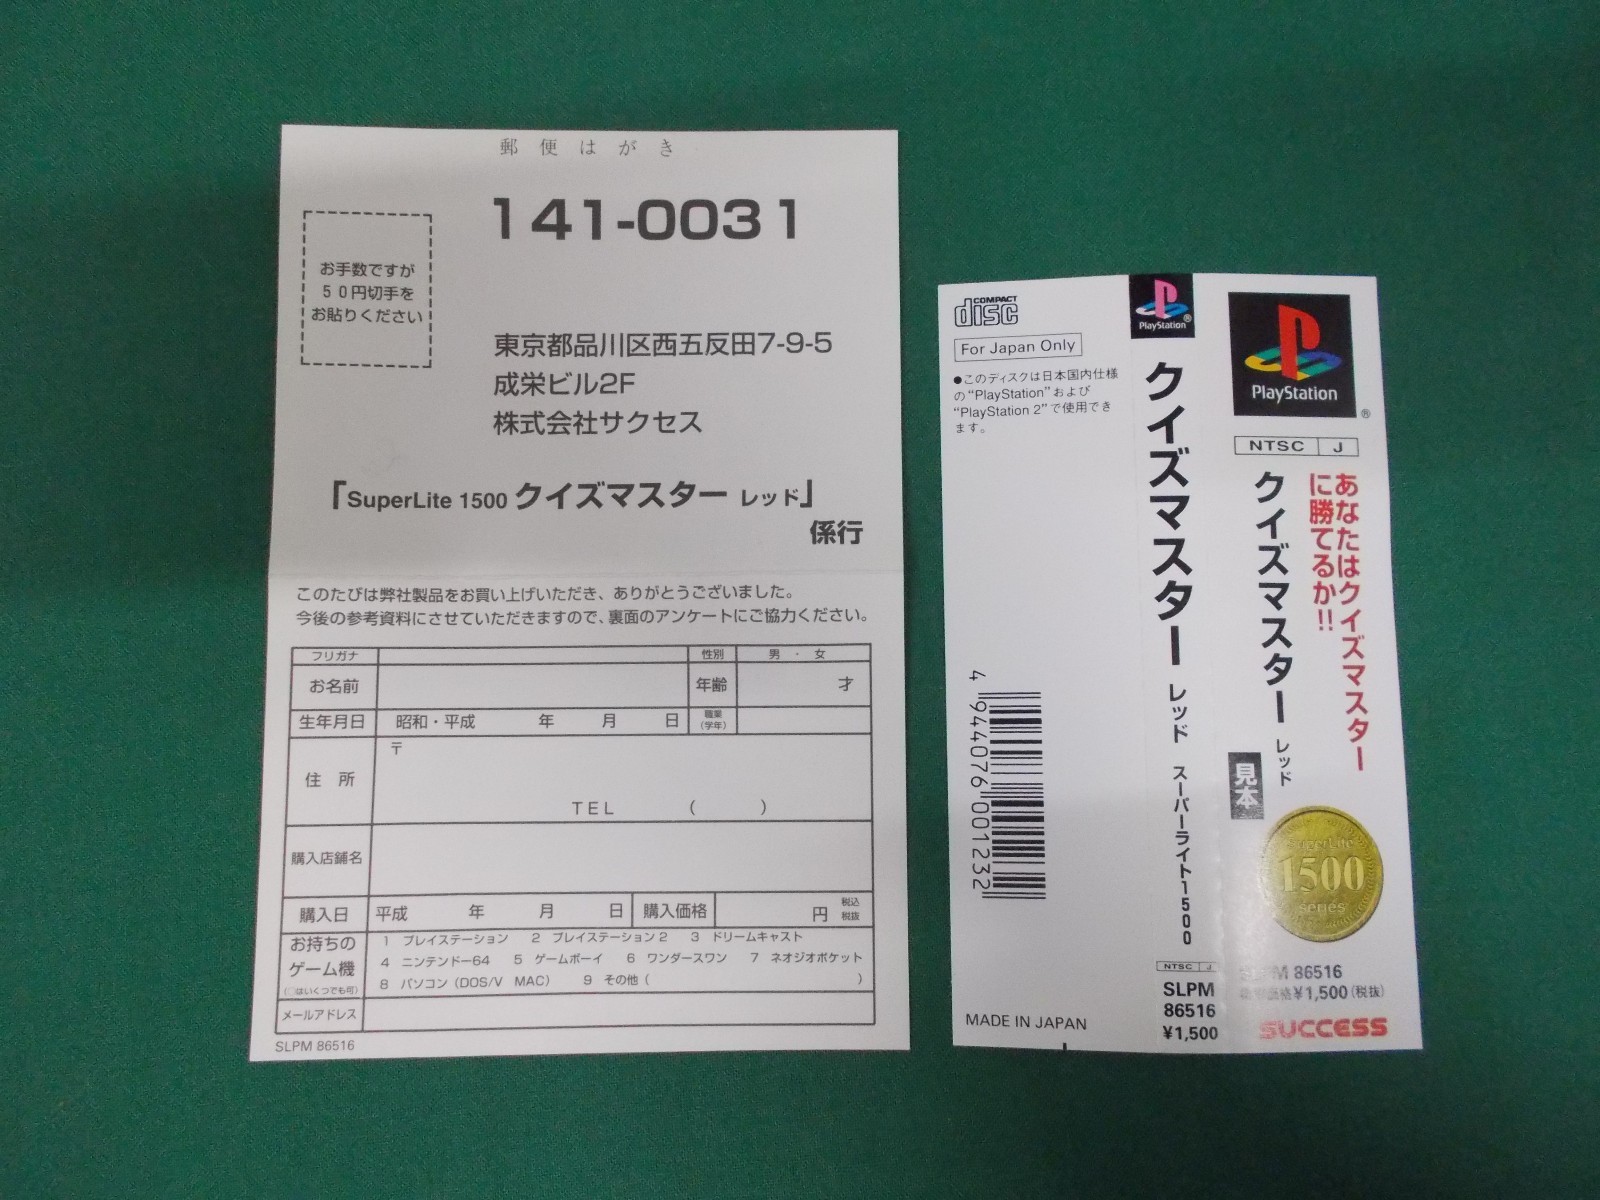 郵便はがき
141-0031
お手数ですが
50円切手を
お貼りください
東京都品川区西五反田7-9-5
成栄ビル2F
株式会社サクセス
「SuperLite 1500 クイズマスター レッド」
係行
このたびは弊社製品をお買い上げいただき、ありがとうございました。
今後の参考資料にさせていただきますので、裏面のアンケートにご協力ください。
フリガナ 性別 男 ・ 女
お名前 年齢 才
生年月日 昭和・平成 年 月 日 職業(学年)
住 所 〒
TEL ( )
購入店舗名
購入日 平成 年 月 日 購入価格 円 税込 税抜
お持ちの
ゲーム機
(○はいくつでも可)
1 プレイステーション 2 プレイステーション2 3 ドリームキャスト
4 ニンテンドー64 5 ゲームボーイ 6 ワンダースワン 7 ネオジオポケット
8 パソコン(DOS/V MAC) 9 その他( )
メールアドレス
SLPM 86516
COMPACT
disc
For Japan Only
●このディスクは日本国内仕様
の"PlayStation"および
"PlayStation 2"で使用でき
ます。
4944076001232
MADE IN JAPAN
PlayStation®
クイズマスター レッド スーパーライト1500
NTSC J
SLPM
86516
¥1,500
PlayStation
®
NTSC J
あなたはクイズマスター
に勝てるか!!
クイズマスター レッド
見本
SuperLite
1500
series
SLPM 86516
¥1,500(税抜)
SUCCESS